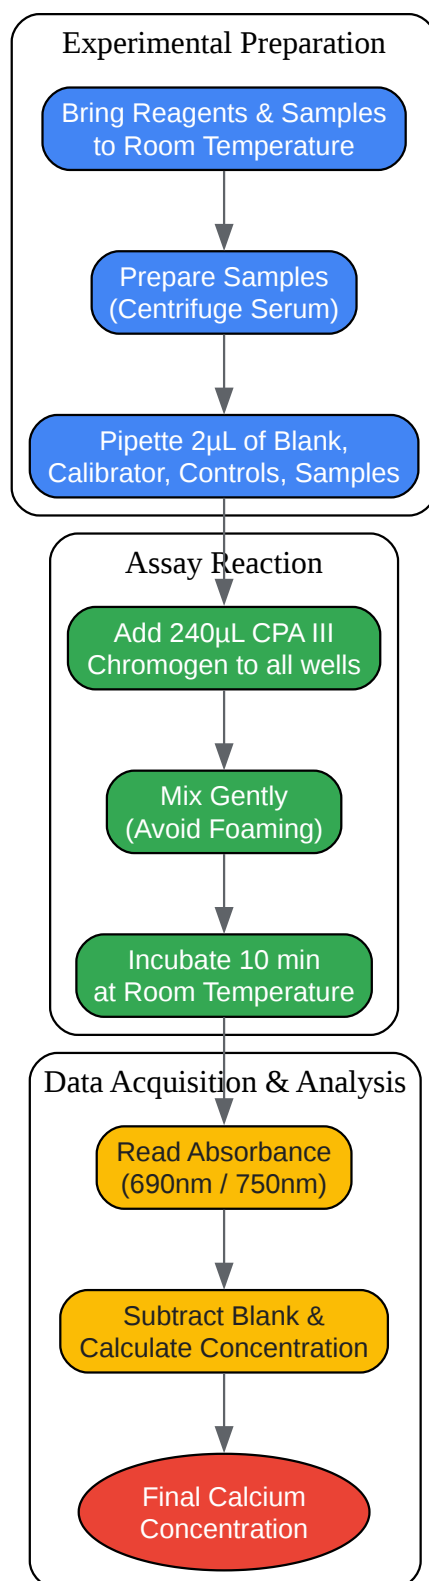 Experimental Preparation
Bring Reagents & Samples
to Room Temperature
Prepare Samples
(Centrifuge Serum)
Pipette 2µL of Blank,
Calibrator, Controls, Samples
Assay Reaction
Add 240µL CPA III
Chromogen to all wells
Mix Gently
(Avoid Foaming)
Incubate 10 min
at Room Temperature
Data Acquisition & Analysis
Read Absorbance
(690nm / 750nm)
Subtract Blank &
Calculate Concentration
Final Calcium
Concentration